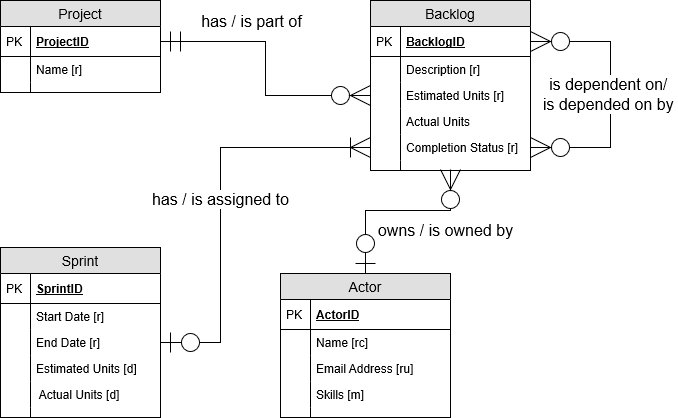 Project
PK ProjectID
Name [r]
has / is part of
Backlog
PK BacklogID
Description [r]
Estimated Units [r]
Actual Units
Completion Status [r]
is dependent on/
is depended on by
has / is assigned to
owns / is owned by
Sprint
PK SprintID
Start Date [r]
End Date [r]
Estimated Units [d]
Actual Units [d]
Actor
PK ActorID
Name [rc]
Email Address [ru]
Skills [m]